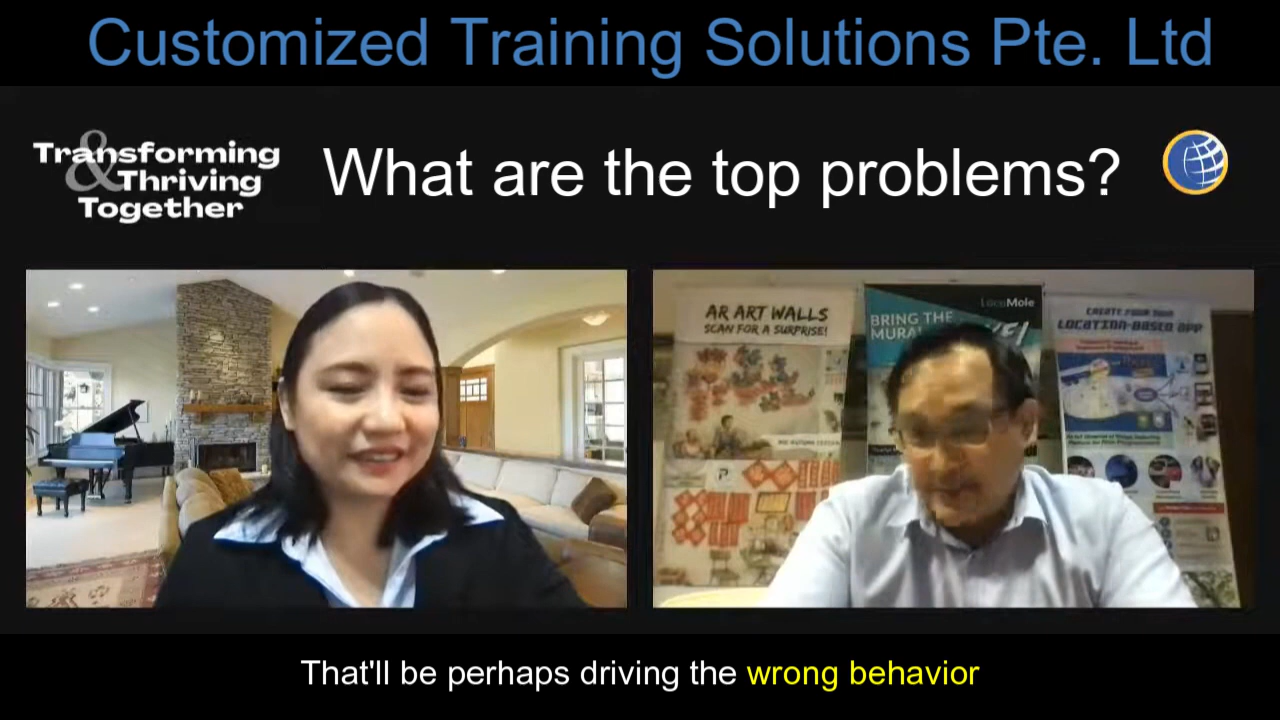 Customized Training Solutions Pte. Ltd
Transforming
&
Thriving
Together
What are the top problems?
AR ART WALLS
SCAN FOR A SURPRISE!
LocoMole
BRING THE
CREATE YOUR OWN
LOCATION-BASED APP
That'll be perhaps driving the wrong behavior